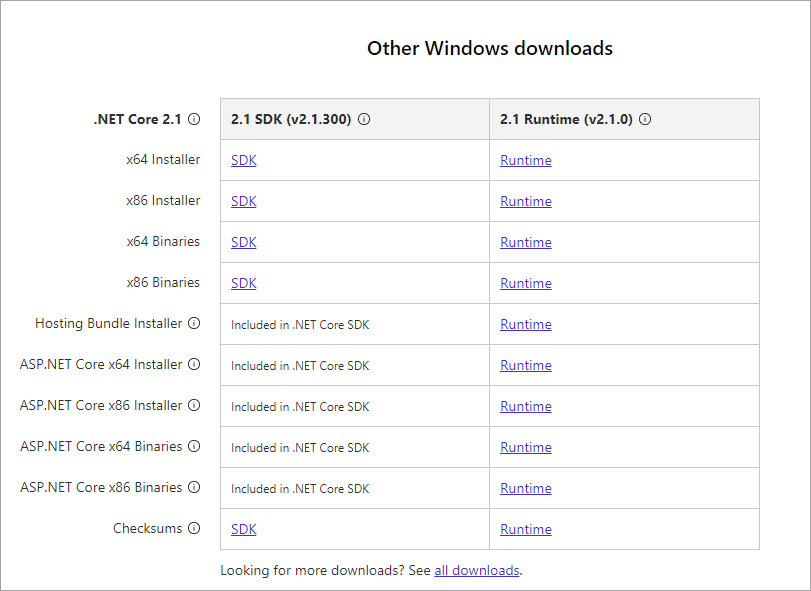 Other Windows downloads
.NET Core 2.1 2.1 SDK (v2.1.300) 2.1 Runtime (v2.1.0)
x64 Installer SDK Runtime
x86 Installer SDK Runtime
x64 Binaries SDK Runtime
x86 Binaries SDK Runtime
Hosting Bundle Installer Included in .NET Core SDK Runtime
ASP.NET Core x64 Installer Included in .NET Core SDK Runtime
ASP.NET Core x86 Installer Included in .NET Core SDK Runtime
ASP.NET Core x64 Binaries Included in .NET Core SDK Runtime
ASP.NET Core x86 Binaries Included in .NET Core SDK Runtime
Checksums SDK Runtime
Looking for more downloads? See all downloads.